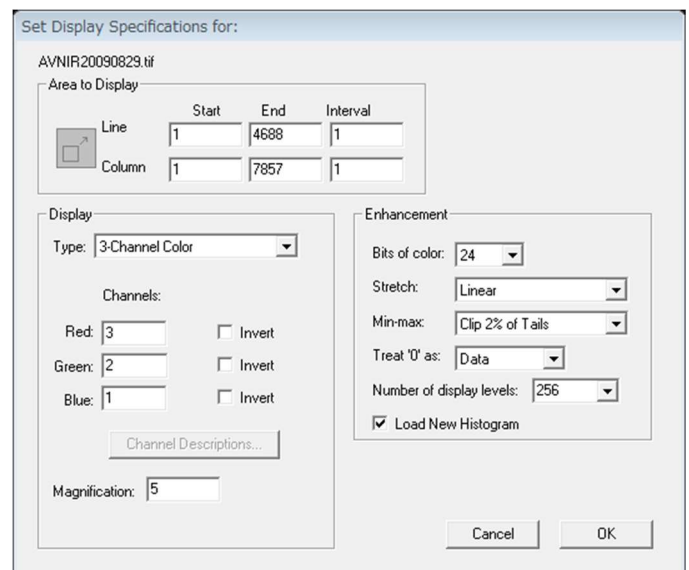 Set Display Specifications for:
AVNIR20090829.tif
Area to Display
Start End Interval
Line 1 4688 1
Column 1 7857 1
Display
Type: 3-Channel Color
Channels:
Red: 3 Invert
Green: 2 Invert
Blue: 1 Invert
Channel Descriptions...
Magnification: 5
Enhancement
Bits of color: 24
Stretch: Linear
Min-max: Clip 2% of Tails
Treat '0' as: Data
Number of display levels: 256
Load New Histogram
Cancel OK